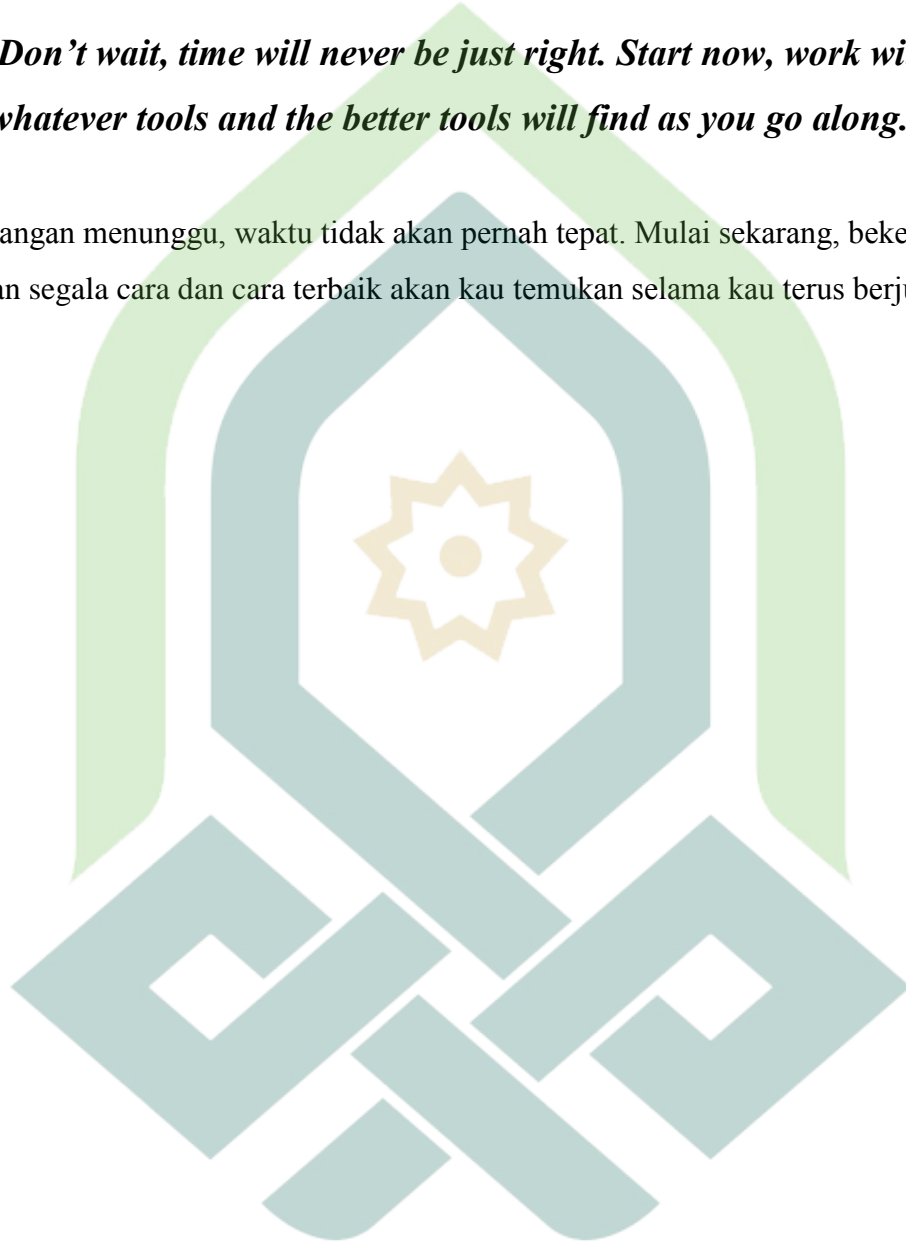 Don’t wait, time will never be just right. Start now, work wi
whatever tools and the better tools will find as you go along.
angan menunggu, waktu tidak akan pernah tepat. Mulai sekarang, beke
an segala cara dan cara terbaik akan kau temukan selama kau terus berju